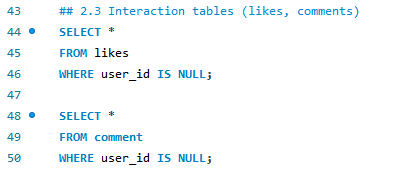 43 ## 2.3 Interaction tables (likes, comments)
44 SELECT *
45 FROM likes
46 WHERE user_id IS NULL;
47
48 SELECT *
49 FROM comment
50 WHERE user_id IS NULL;